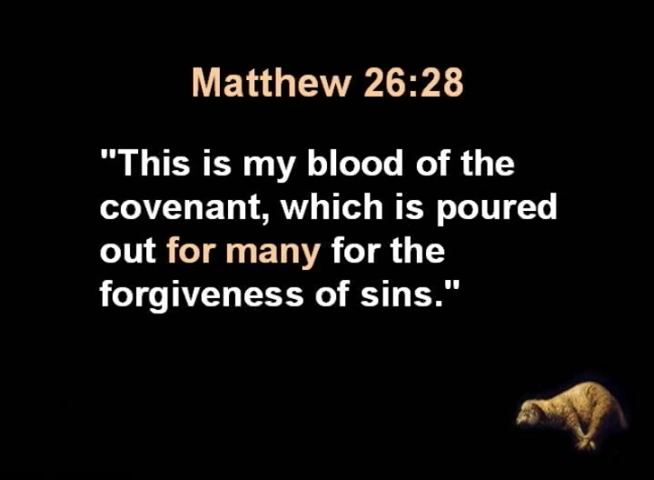 Matthew 26:28
"This is my blood of the
covenant, which is poured
out for many for the
forgiveness of sins."